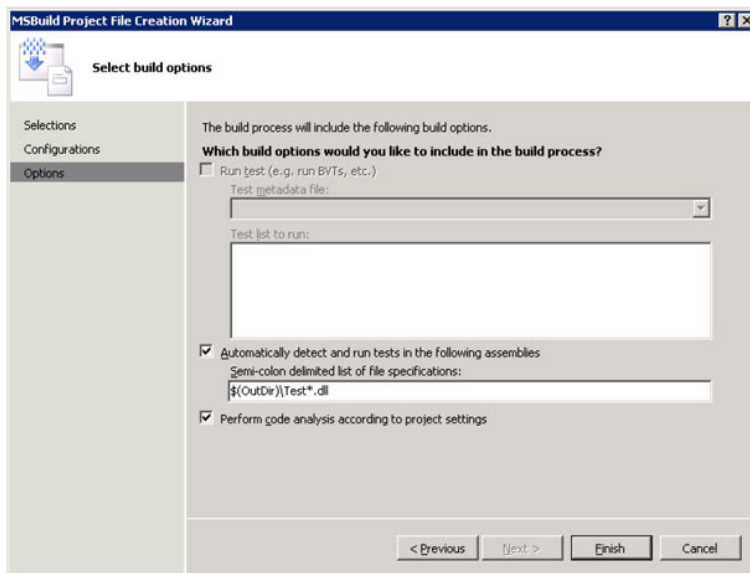 MSBuild Project File Creation Wizard
Select build options
Selections
Configurations
Options
The build process will include the following build options.
Which build options would you like to include in the build process?
Run test (e.g. run BVTs, etc.)
Test metadata file:
Test list to run:
Automatically detect and run tests in the following assemblies
Semi-colon delimited list of file specifications:
$(OutDir)\Test*.dll
Perform code analysis according to project settings
< Previous
Next >
Finish
Cancel